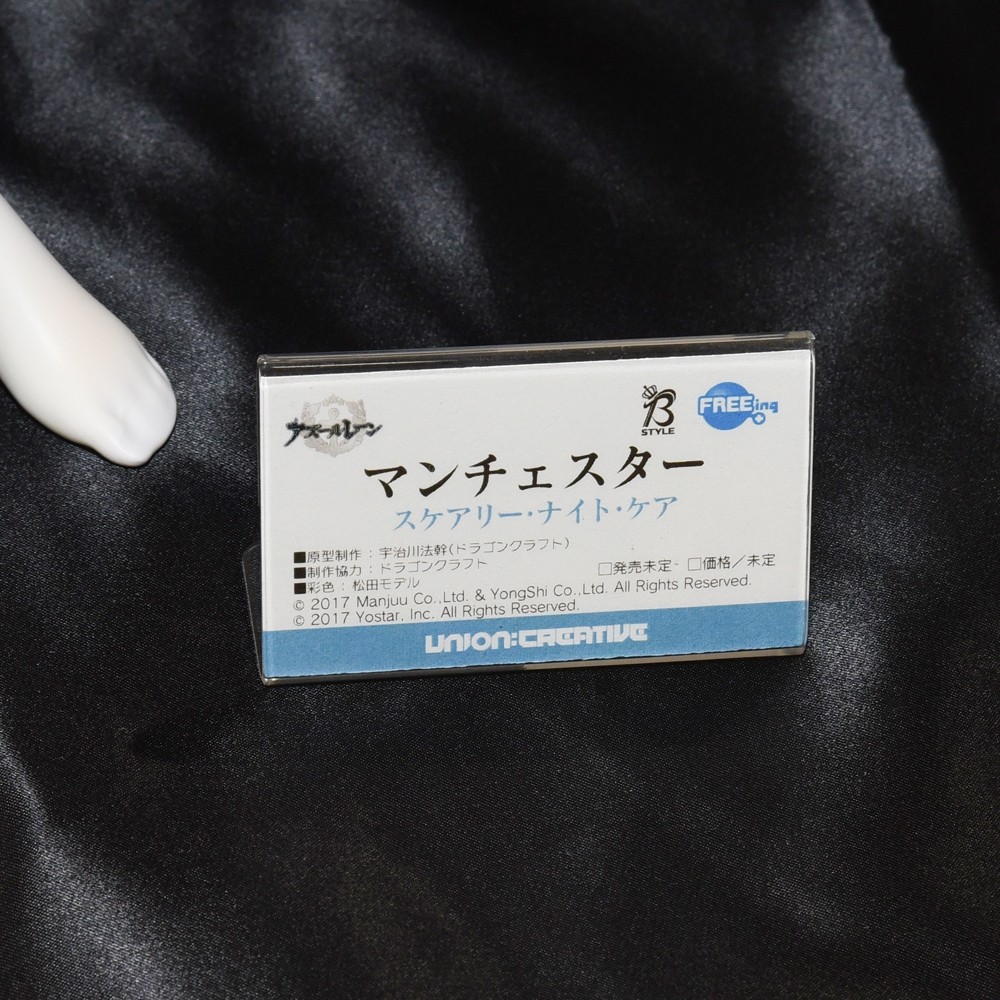 アズールレーン
B
STYLE
FREEing
マンチェスター
スケアリー・ナイト・ケア
■原型制作：宇治川法幹(ドラゴンクラフト)
■制作協力：ドラゴンクラフト
■彩色：松田モデル
□発売未定- □価格／未定
© 2017 Manjuu Co.,Ltd. & YongShi Co.,Ltd. All Rights Reserved.
© 2017 Yostar, Inc. All Rights Reserved.
UNION:CREATIVE